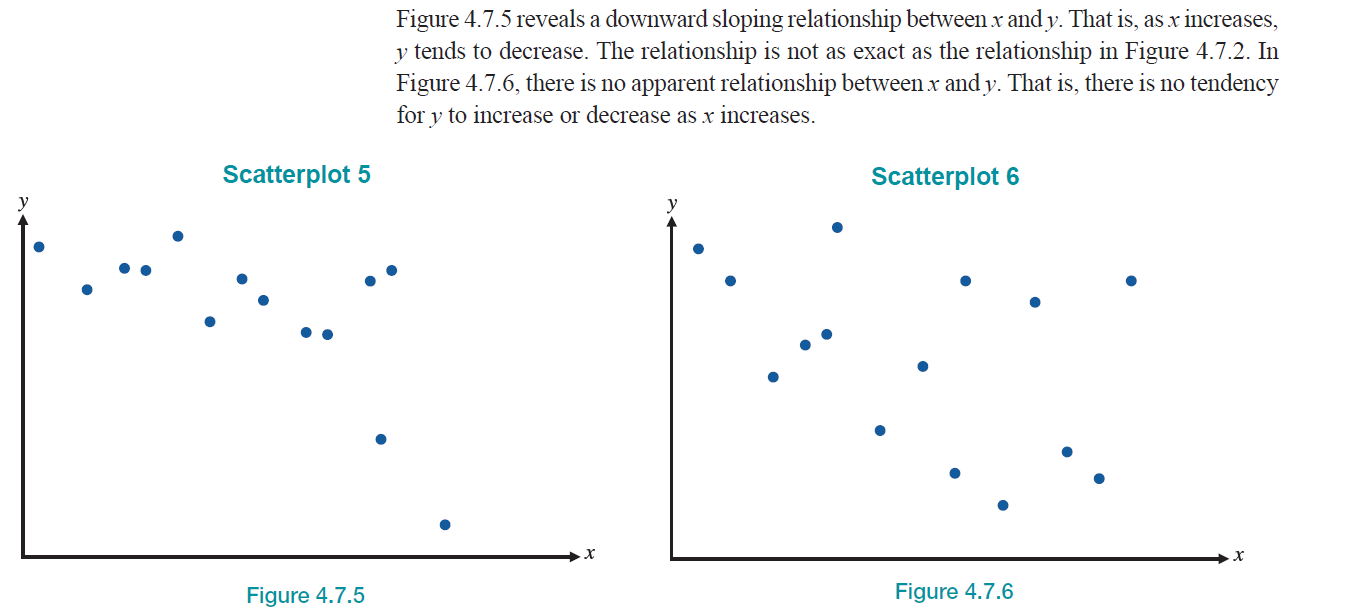 Figure 4.7.5 reveals a downward sloping relationship between x and y. That is, as x increases,
y tends to decrease. The relationship is not as exact as the relationship in Figure 4.7.2. In
Figure 4.7.6, there is no apparent relationship between x and y. That is, there is no tendency
for y to increase or decrease as x increases.
Scatterplot 5
y
x
Figure 4.7.5
Scatterplot 6
y
x
Figure 4.7.6